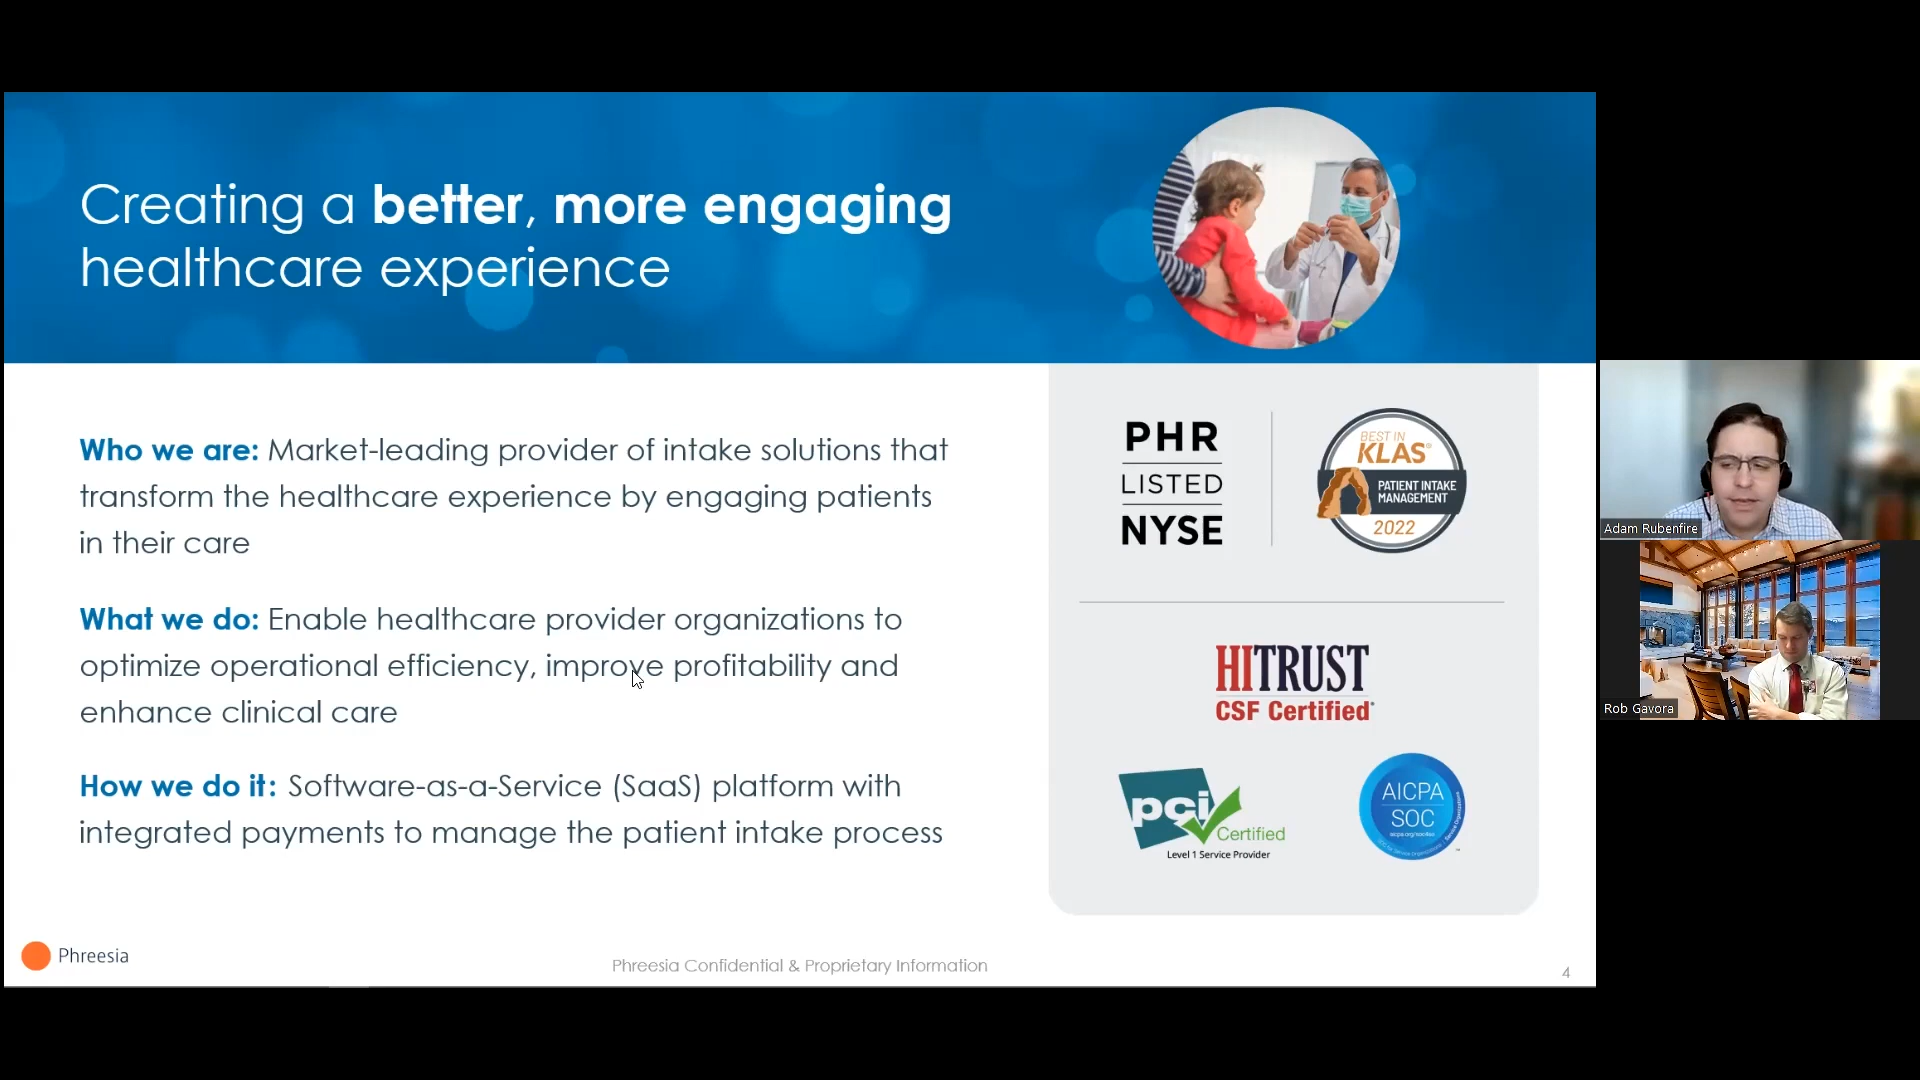 Creating a better, more engaging
healthcare experience
Who we are: Market-leading provider of intake solutions that
transform the healthcare experience by engaging patients
in their care
What we do: Enable healthcare provider organizations to
optimize operational efficiency, improve profitability and
enhance clinical care
How we do it: Software-as-a-Service (SaaS) platform with
integrated payments to manage the patient intake process
PHR
LISTED
NYSE
BEST IN
KLAS®
PATIENT INTAKE
MANAGEMENT
2022
HITRUST
CSF Certified
pci
Certified
Level 1 Service Provider
AICPA
SOC
Phreesia
Phreesia Confidential & Proprietary Information
4
Adam Rubenfire
Rob Gavora